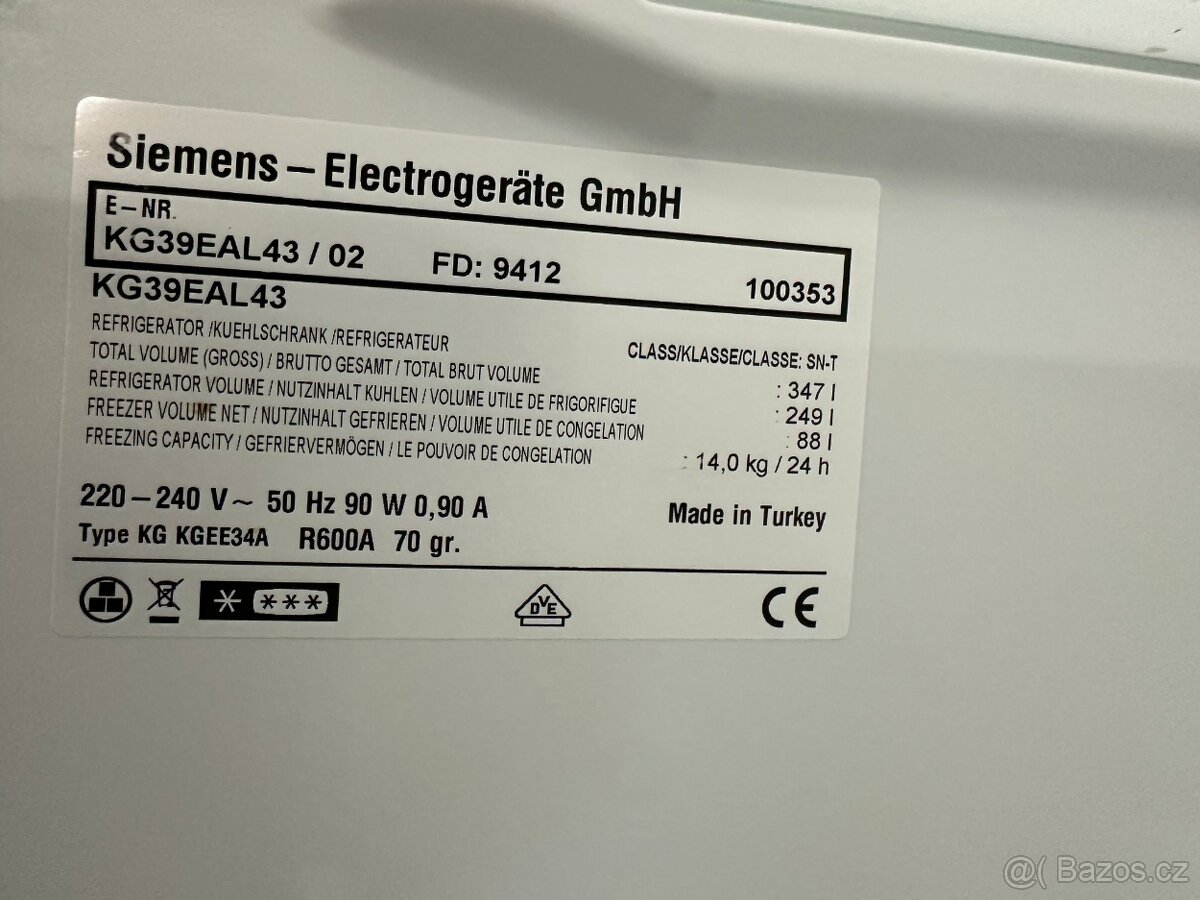 Siemens – Electrogeräte GmbH
E – NR.
KG39EAL43 / 02 FD: 9412 100353
KG39EAL43
REFRIGERATOR /KUEHLSCHRANK /REFRIGERATEUR CLASS/KLASSE/CLASSE: SN-T
TOTAL VOLUME (GROSS) / BRUTTO GESAMT / TOTAL BRUT VOLUME : 347 l
REFRIGERATOR VOLUME / NUTZINHALT KUHLEN / VOLUME UTILE DE FRIGORIFIGUE : 249 l
FREEZER VOLUME NET / NUTZINHALT GEFRIEREN / VOLUME UTILE DE CONGELATION : 88 l
FREEZING CAPACITY / GEFRIERVERMÖGEN / LE POUVOIR DE CONGELATION : 14,0 kg / 24 h
220 – 240 V ~ 50 Hz 90 W 0,90 A Made in Turkey
Type KG KGEE34A R600A 70 gr.
DVE CE
@( Bazos.cz